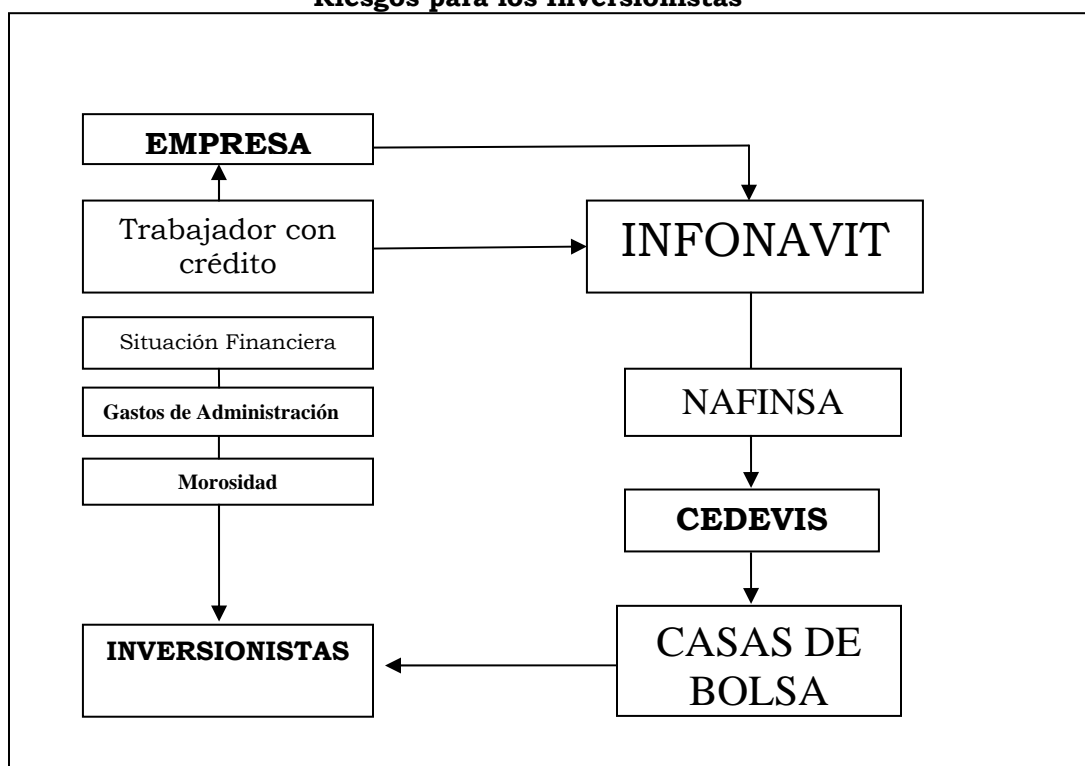 Riesgos para los Inversionistas
EMPRESA
Trabajador con
crédito
INFONAVIT
Situación Financiera
Gastos de Administración
NAFINSA
Morosidad
CEDEVIS
INVERSIONISTAS
CASAS DE
BOLSA